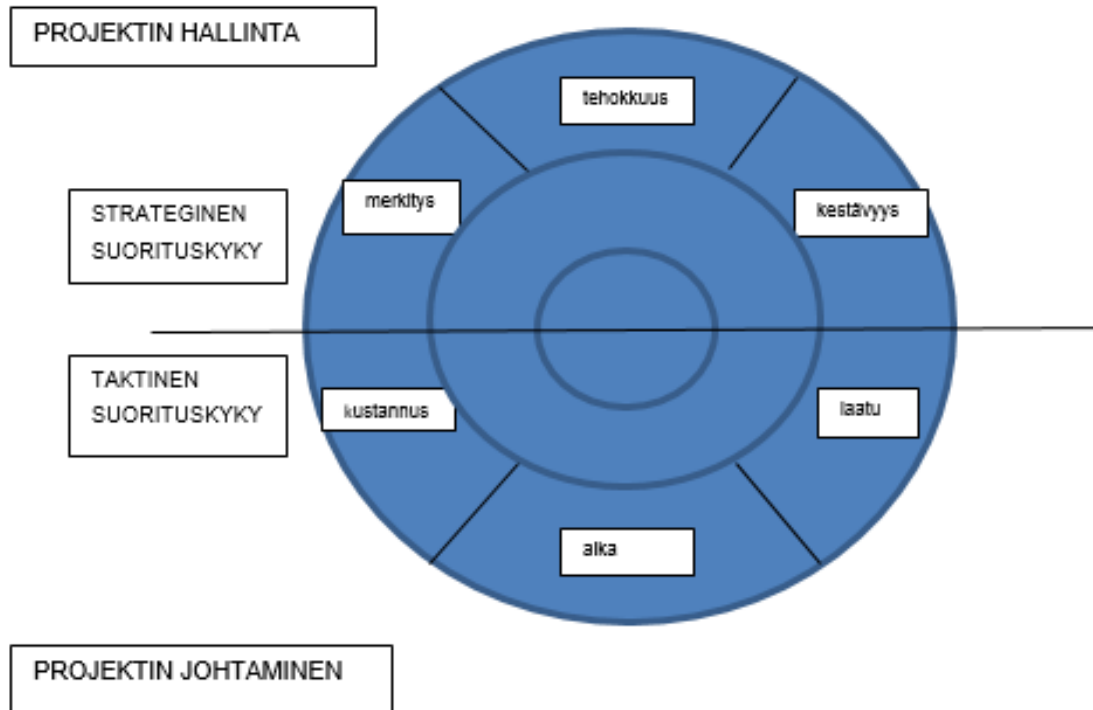 PROJEKTIN HALLINTA
tehokkuus
merkitys
kestävyys
STRATEGINEN
SUORITUSKYKY
TAKTINEN
SUORITUSKYKY
kustannus
laatu
aika
PROJEKTIN JOHTAMINEN